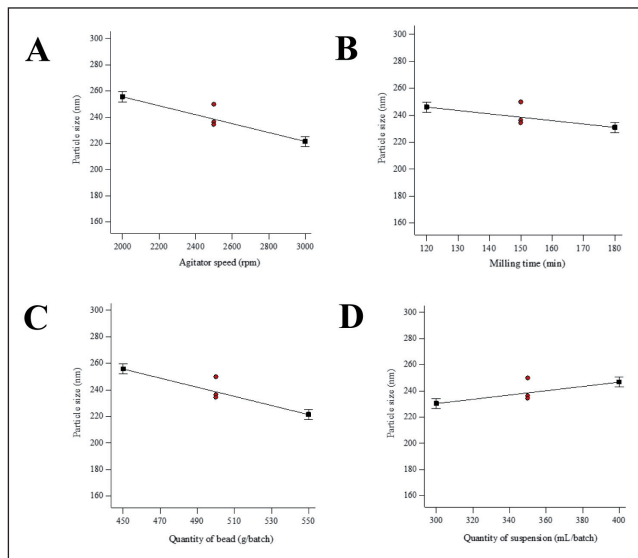 A
Particle size (nm)
300
280
260
240
220
200
180
160
2000 2200 2400 2600 2800 3000
Agitator speed (rpm)
B
Particle size (nm)
300
280
260
240
220
200
180
160
120 130 140 150 160 170 180
Milling time (min)
C
Particle size (nm)
300
280
260
240
220
200
180
160
450 470 490 510 530 550
Quantity of bead (g/batch)
D
Particle size (nm)
300
280
260
240
220
200
180
160
300 320 340 360 380 400
Quantity of suspension (mL/batch)